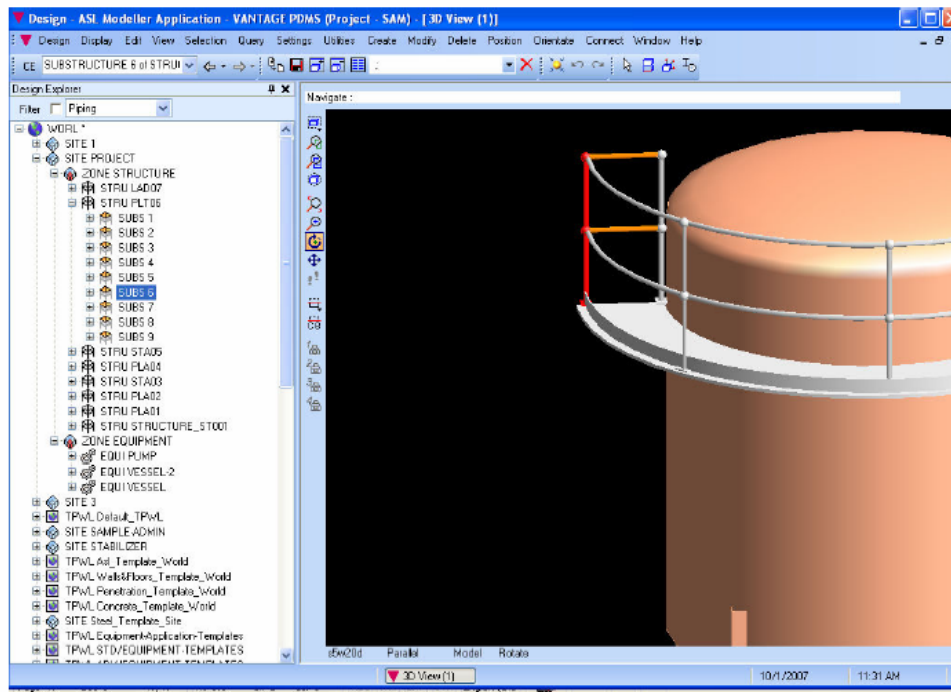 Design - ASL Modeller Application - VANTAGE PDMS (Project - SAM) - [3D View (1)]
Design Display Edit View Selection Query Settings Utilities Create Modify Delete Position Orientate Connect Window Help
CE SUBSTRUCTURE 6 of STRU
Design Explorer
Navigate :
Filter Piping
WORL *
SITE 1
SITE PROJECT
ZONE STRUCTURE
STRU LAD07
STRU PLT06
SUBS 1
SUBS 2
SUBS 3
SUBS 4
SUBS 5
SUBS 6
SUBS 7
SUBS 8
SUBS 9
STRU STA05
STRU PLA04
STRU STA03
STRU PLA02
STRU PLA01
STRU STRUCTURE_ST001
ZONE EQUIPMENT
EQUI PUMP
EQUI VESSEL-2
EQUI VESSEL
SITE 3
TPWL Default_TPWL
SITE SAMPLE-ADMIN
SITE STABILIZER
TPWL Asl_Template_World
TPWL Walls&Floors_Template_World
TPWL Penetration_Template_World
TPWL Concrete_Template_World
SITE Steel_Template_Site
TPWL Equipment-Application-Templates
TPWL STD/EQUIPMENT-TEMPLATES
s5w20d Parallel Model Rotate
3D View (1)
10/1/2007 11:31 AM